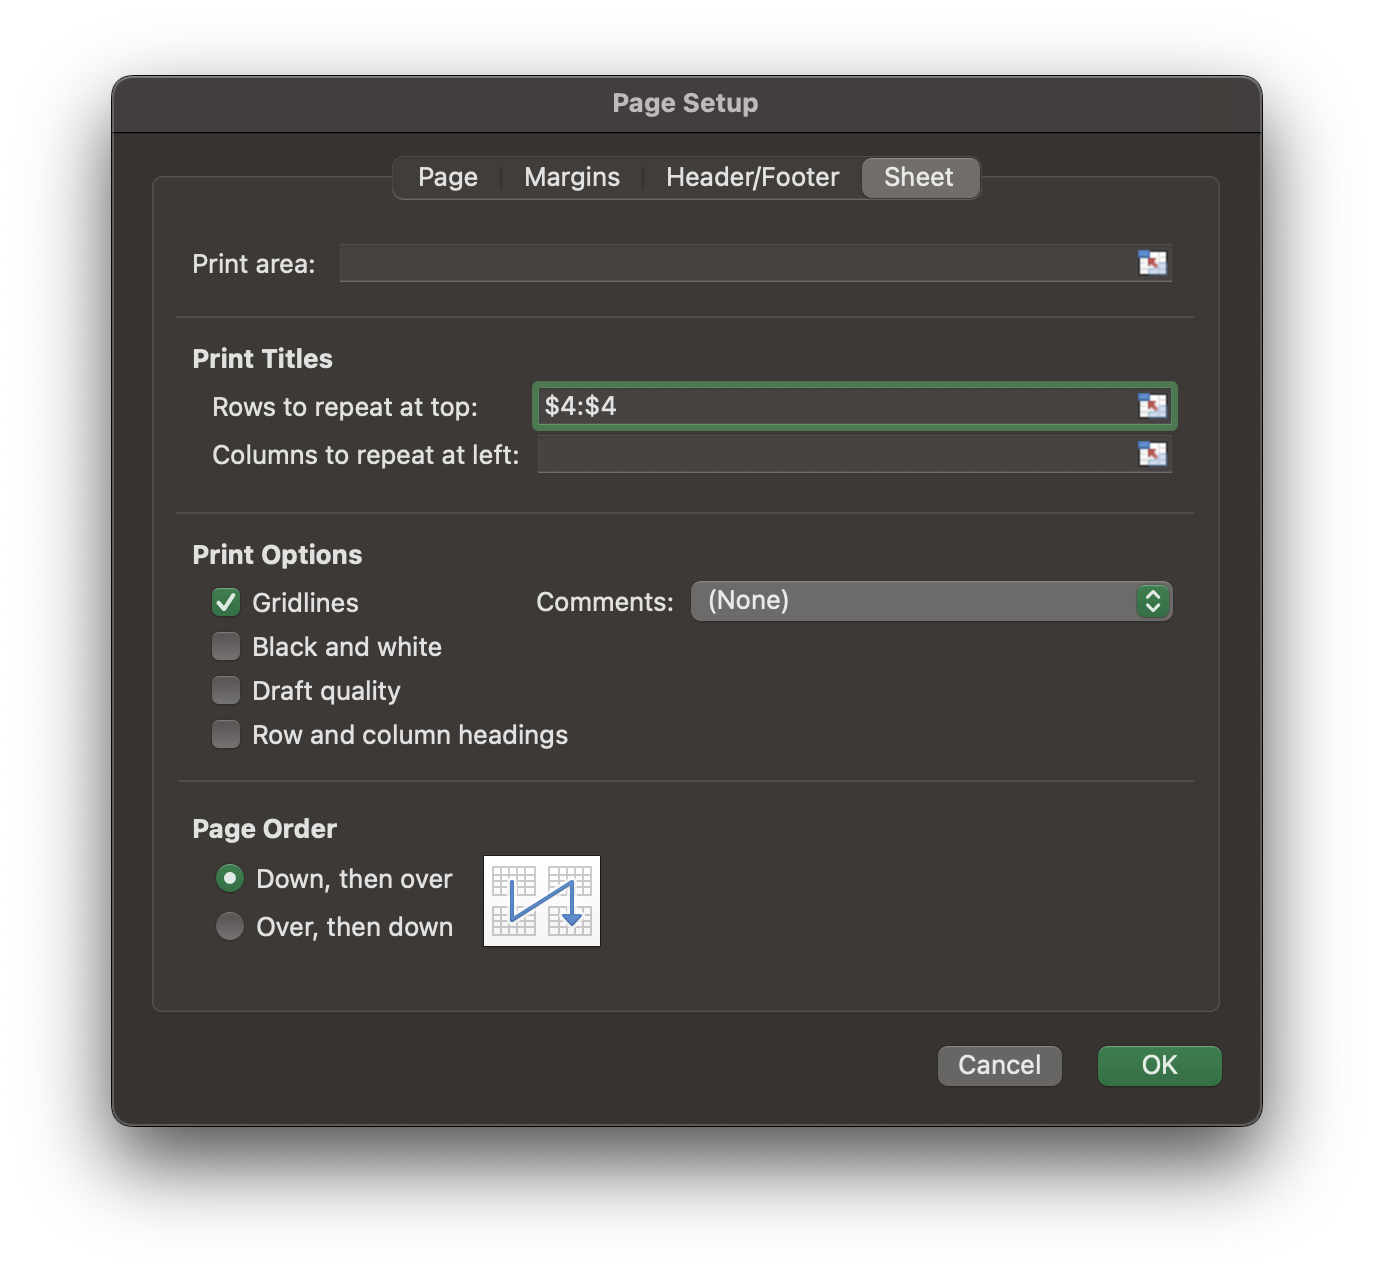 Page Setup
Page Margins Header/Footer Sheet
Print area:
Print Titles
Rows to repeat at top: $4:$4
Columns to repeat at left:
Print Options
Gridlines Comments: (None)
Black and white
Draft quality
Row and column headings
Page Order
Down, then over
Over, then down
Cancel OK